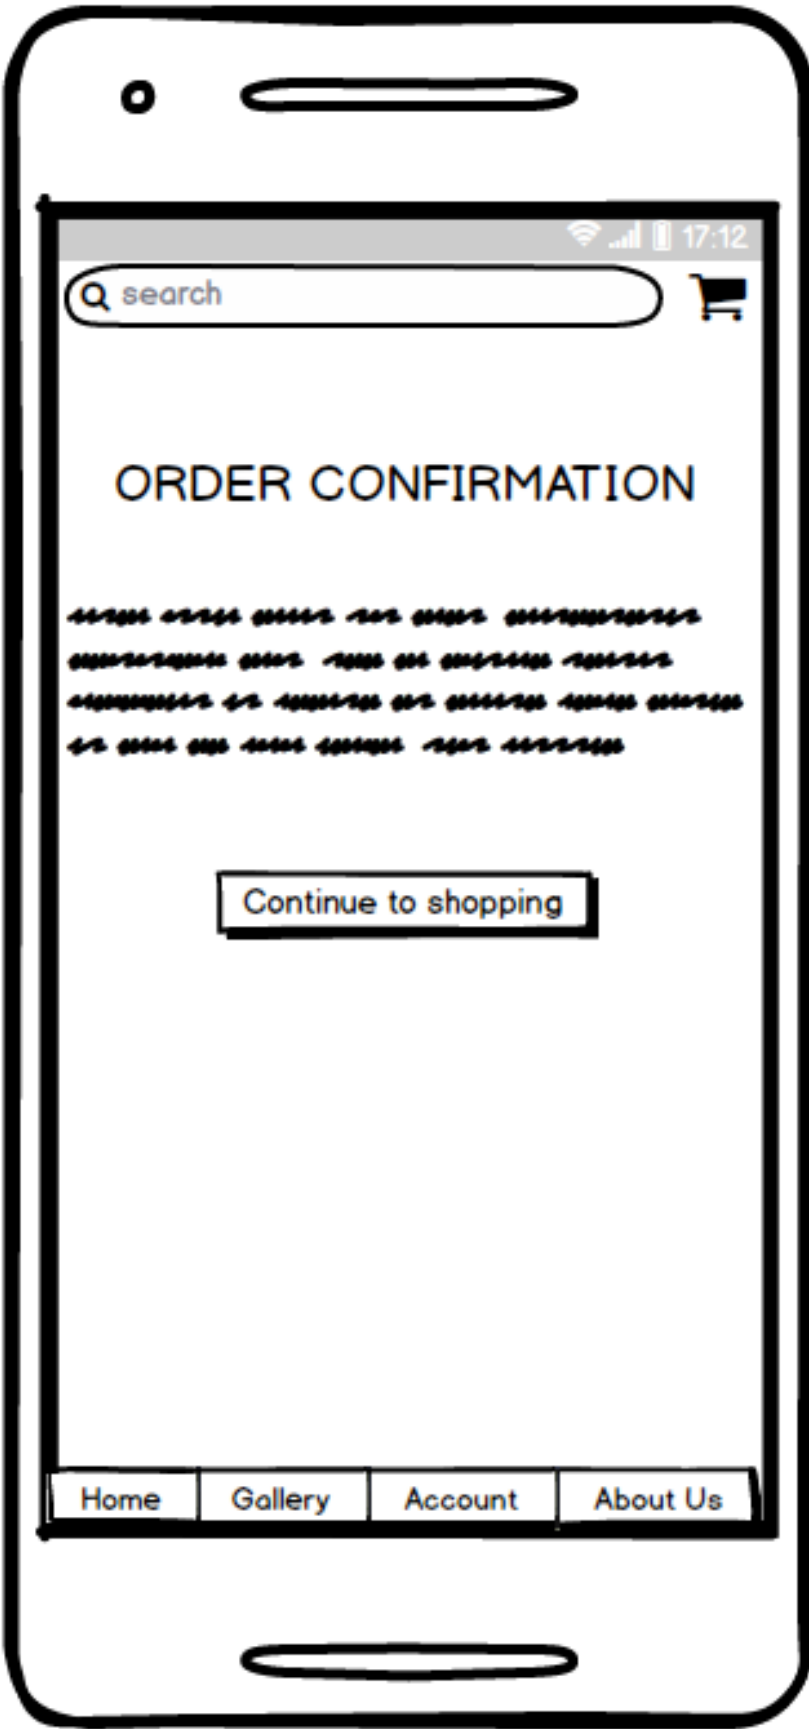 17:12
search
ORDER CONFIRMATION
Continue to shopping
Home Gallery Account About Us